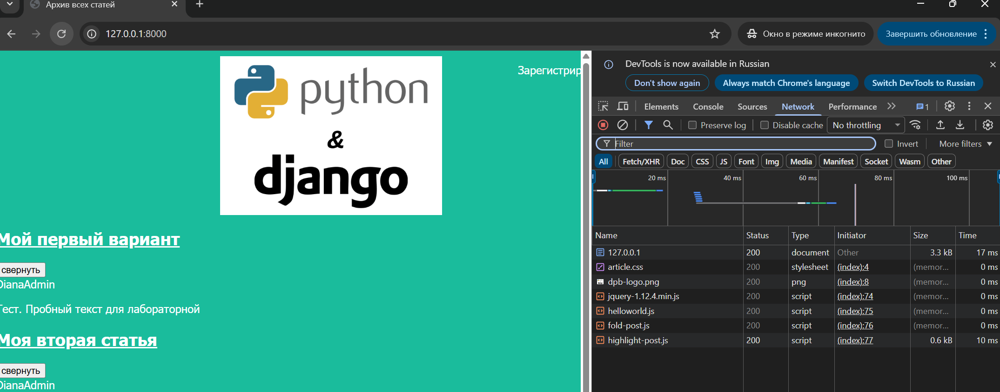 Архив всех статей
127.0.0.1:8000
Окно в режиме инкогнито
Завершить обновление
Зарегистрир
python
&
django
Мой первый вариант
свернуть
DianaAdmin
Тест. Пробный текст для лабораторной
Моя вторая статья
свернуть
DianaAdmin
DevTools is now available in Russian
Don't show again
Always match Chrome's language
Switch DevTools to Russian
Elements Console Sources Network Performance 1
Preserve log Disable cache No throttling
Filter Invert More filters
All Fetch/XHR Doc CSS JS Font Img Media Manifest Socket Wasm Other
20 ms 40 ms 60 ms 80 ms 100 ms
Name Status Type Initiator Size Time
127.0.0.1 200 document Other 3.3 kB 17 ms
article.css 200 stylesheet (index):4 (memor... 0 ms
dpb-logo.png 200 png (index):8 (memor... 0 ms
jquery-1.12.4.min.js 200 script (index):74 (memor... 0 ms
helloworld.js 200 script (index):75 (memor... 0 ms
fold-post.js 200 script (index):76 (memor... 0 ms
highlight-post.js 200 script (index):77 0.6 kB 10 ms